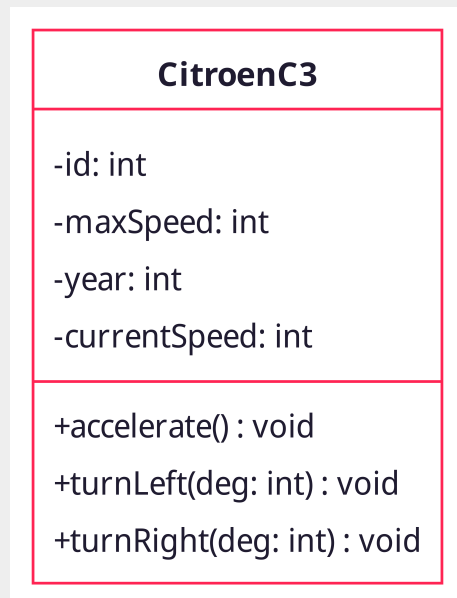 CitroenC3
-id: int
-maxSpeed: int
-year: int
-currentSpeed: int
+accelerate() : void
+turnLeft(deg: int) : void
+turnRight(deg: int) : void